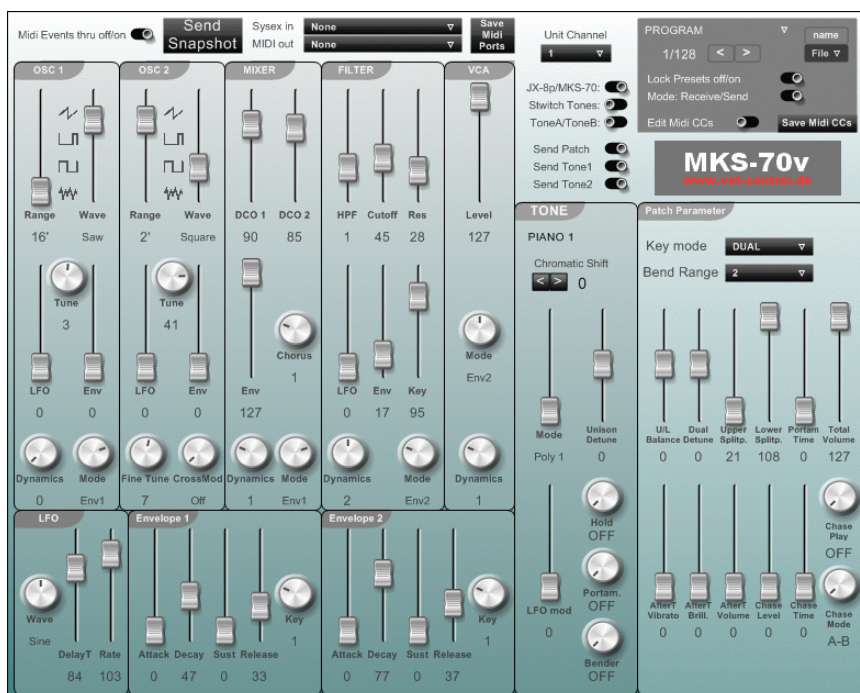 Midi Events thru off/on
Send Snapshot
Sysex in
None
MIDI out
None
Save Midi Ports
Unit Channel
1
PROGRAM
name
1/128
<
>
File
Lock Presets off/on
Mode: Receive/Send
Edit Midi CCs
Save Midi CCs
JX-8p/MKS-70:
Stwitch Tones:
ToneA/ToneB:
Send Patch
Send Tone1
Send Tone2
MKS-70v
OSC 1
Range
Wave
16'
Saw
Tune
3
LFO
Env
0
0
Dynamics
Mode
0
Env1
OSC 2
Range
Wave
2'
Square
Tune
41
LFO
Env
0
0
Fine Tune
CrossMod
7
Off
MIXER
DCO 1
DCO 2
90
85
Chorus
1
Env
127
Dynamics
Mode
1
Env1
FILTER
HPF
Cutoff
Res
1
45
28
LFO
Env
Key
0
17
95
Dynamics
Mode
2
Env2
VCA
Level
127
Mode
Env2
Dynamics
1
TONE
PIANO 1
Chromatic Shift
<
>
0
Mode
Unison Detune
Poly 1
0
Hold
OFF
Portam.
OFF
LFO mod
0
Bender
OFF
Patch Parameter
Key mode
DUAL
Bend Range
2
U/L Balance
Dual Detune
Upper Splitp.
Lower Splitp.
Portam Time
Total Volume
0
0
21
108
0
127
Chase Play
OFF
AfterT Vibrato
AfterT Brill.
AfterT Volume
Chase Level
Chase Time
Chase Mode
0
0
0
0
0
A-B
LFO
Wave
Sine
DelayT
Rate
84
103
Envelope 1
Attack
Decay
Sust
Release
Key
0
47
0
33
1
Envelope 2
Attack
Decay
Sust
Release
Key
0
77
0
37
1